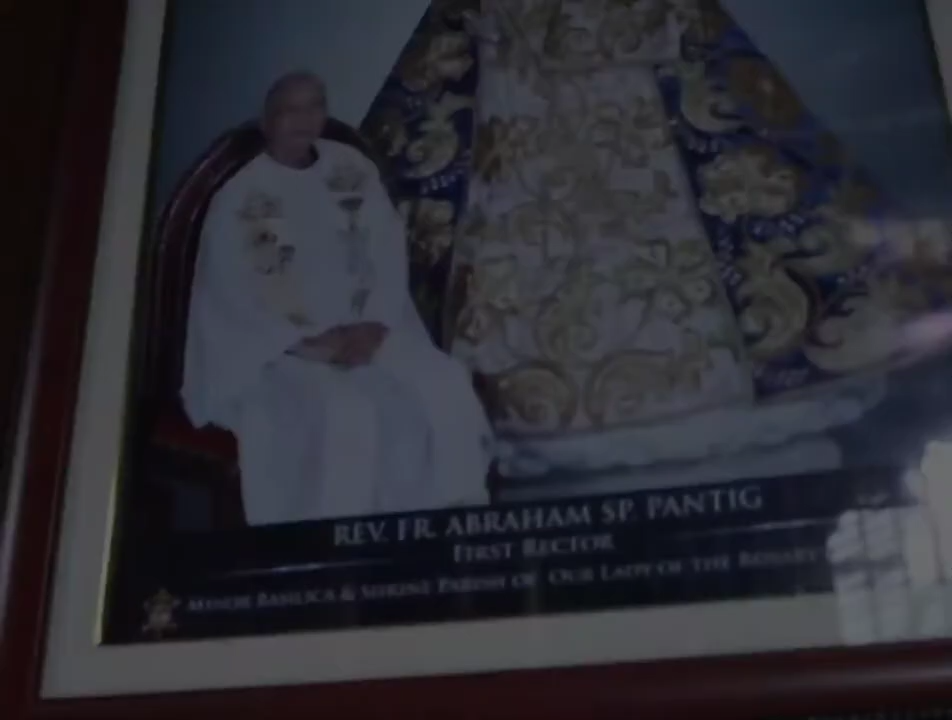 REV. FR. ABRAHAM SP. PANTIG
FIRST RECTOR
MINOR BASILICA & SHRINE PARISH OF OUR LADY OF THE ROSARY